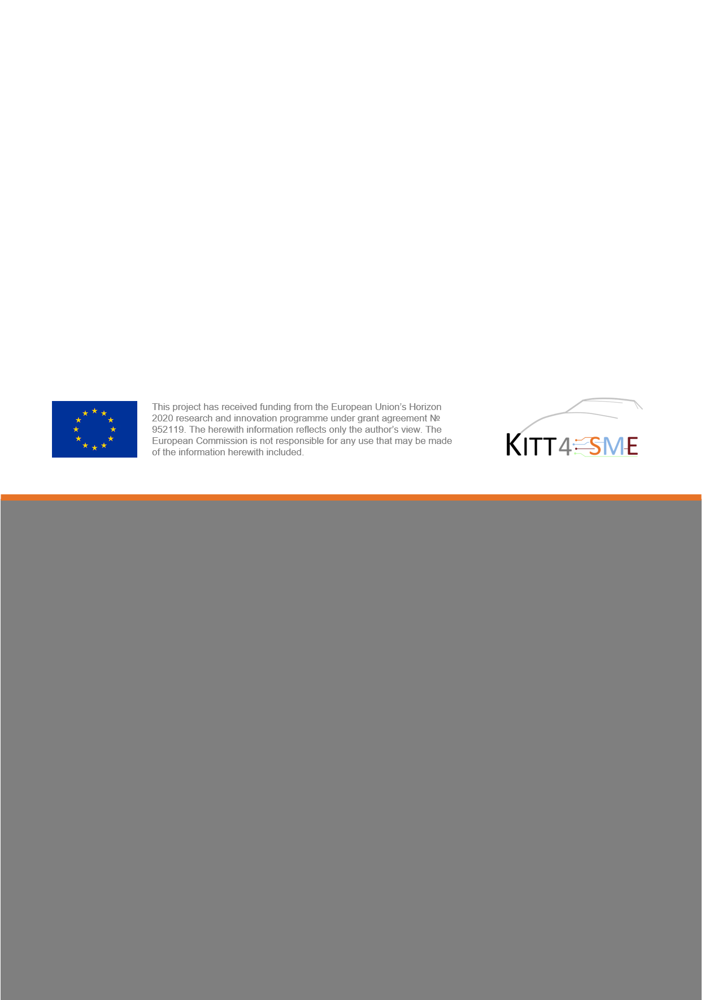 This project has received funding from the European Union’s Horizon
2020 research and innovation programme under grant agreement №
952119. The herewith information reflects only the author’s view. The
European Commission is not responsible for any use that may be made
of the information herewith included.
KITT4SME